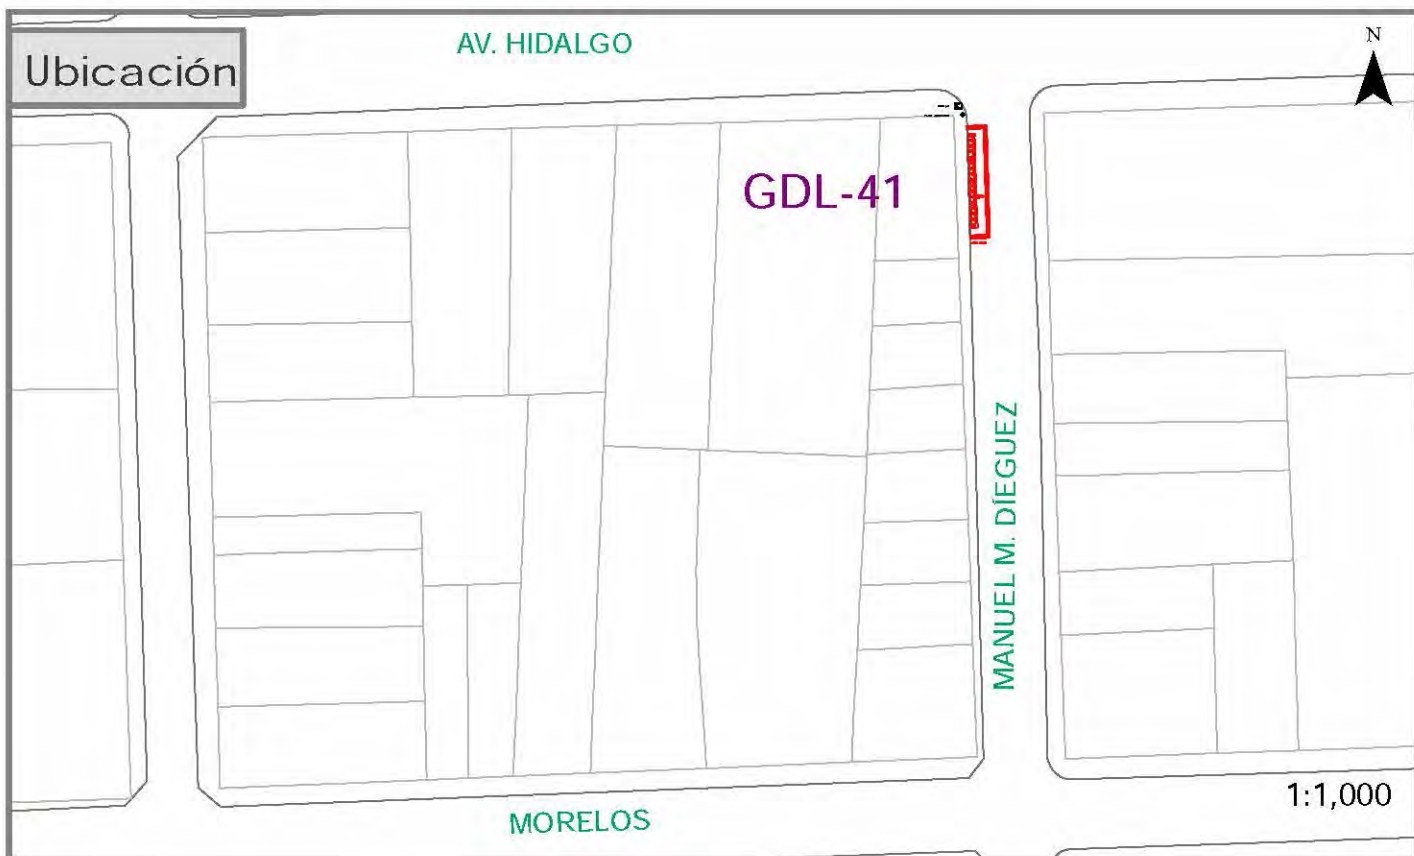 AV. HIDALGO
N
Ubicación
GDL-41
MANUEL M. DÍEGUEZ
1:1,000
MORELOS